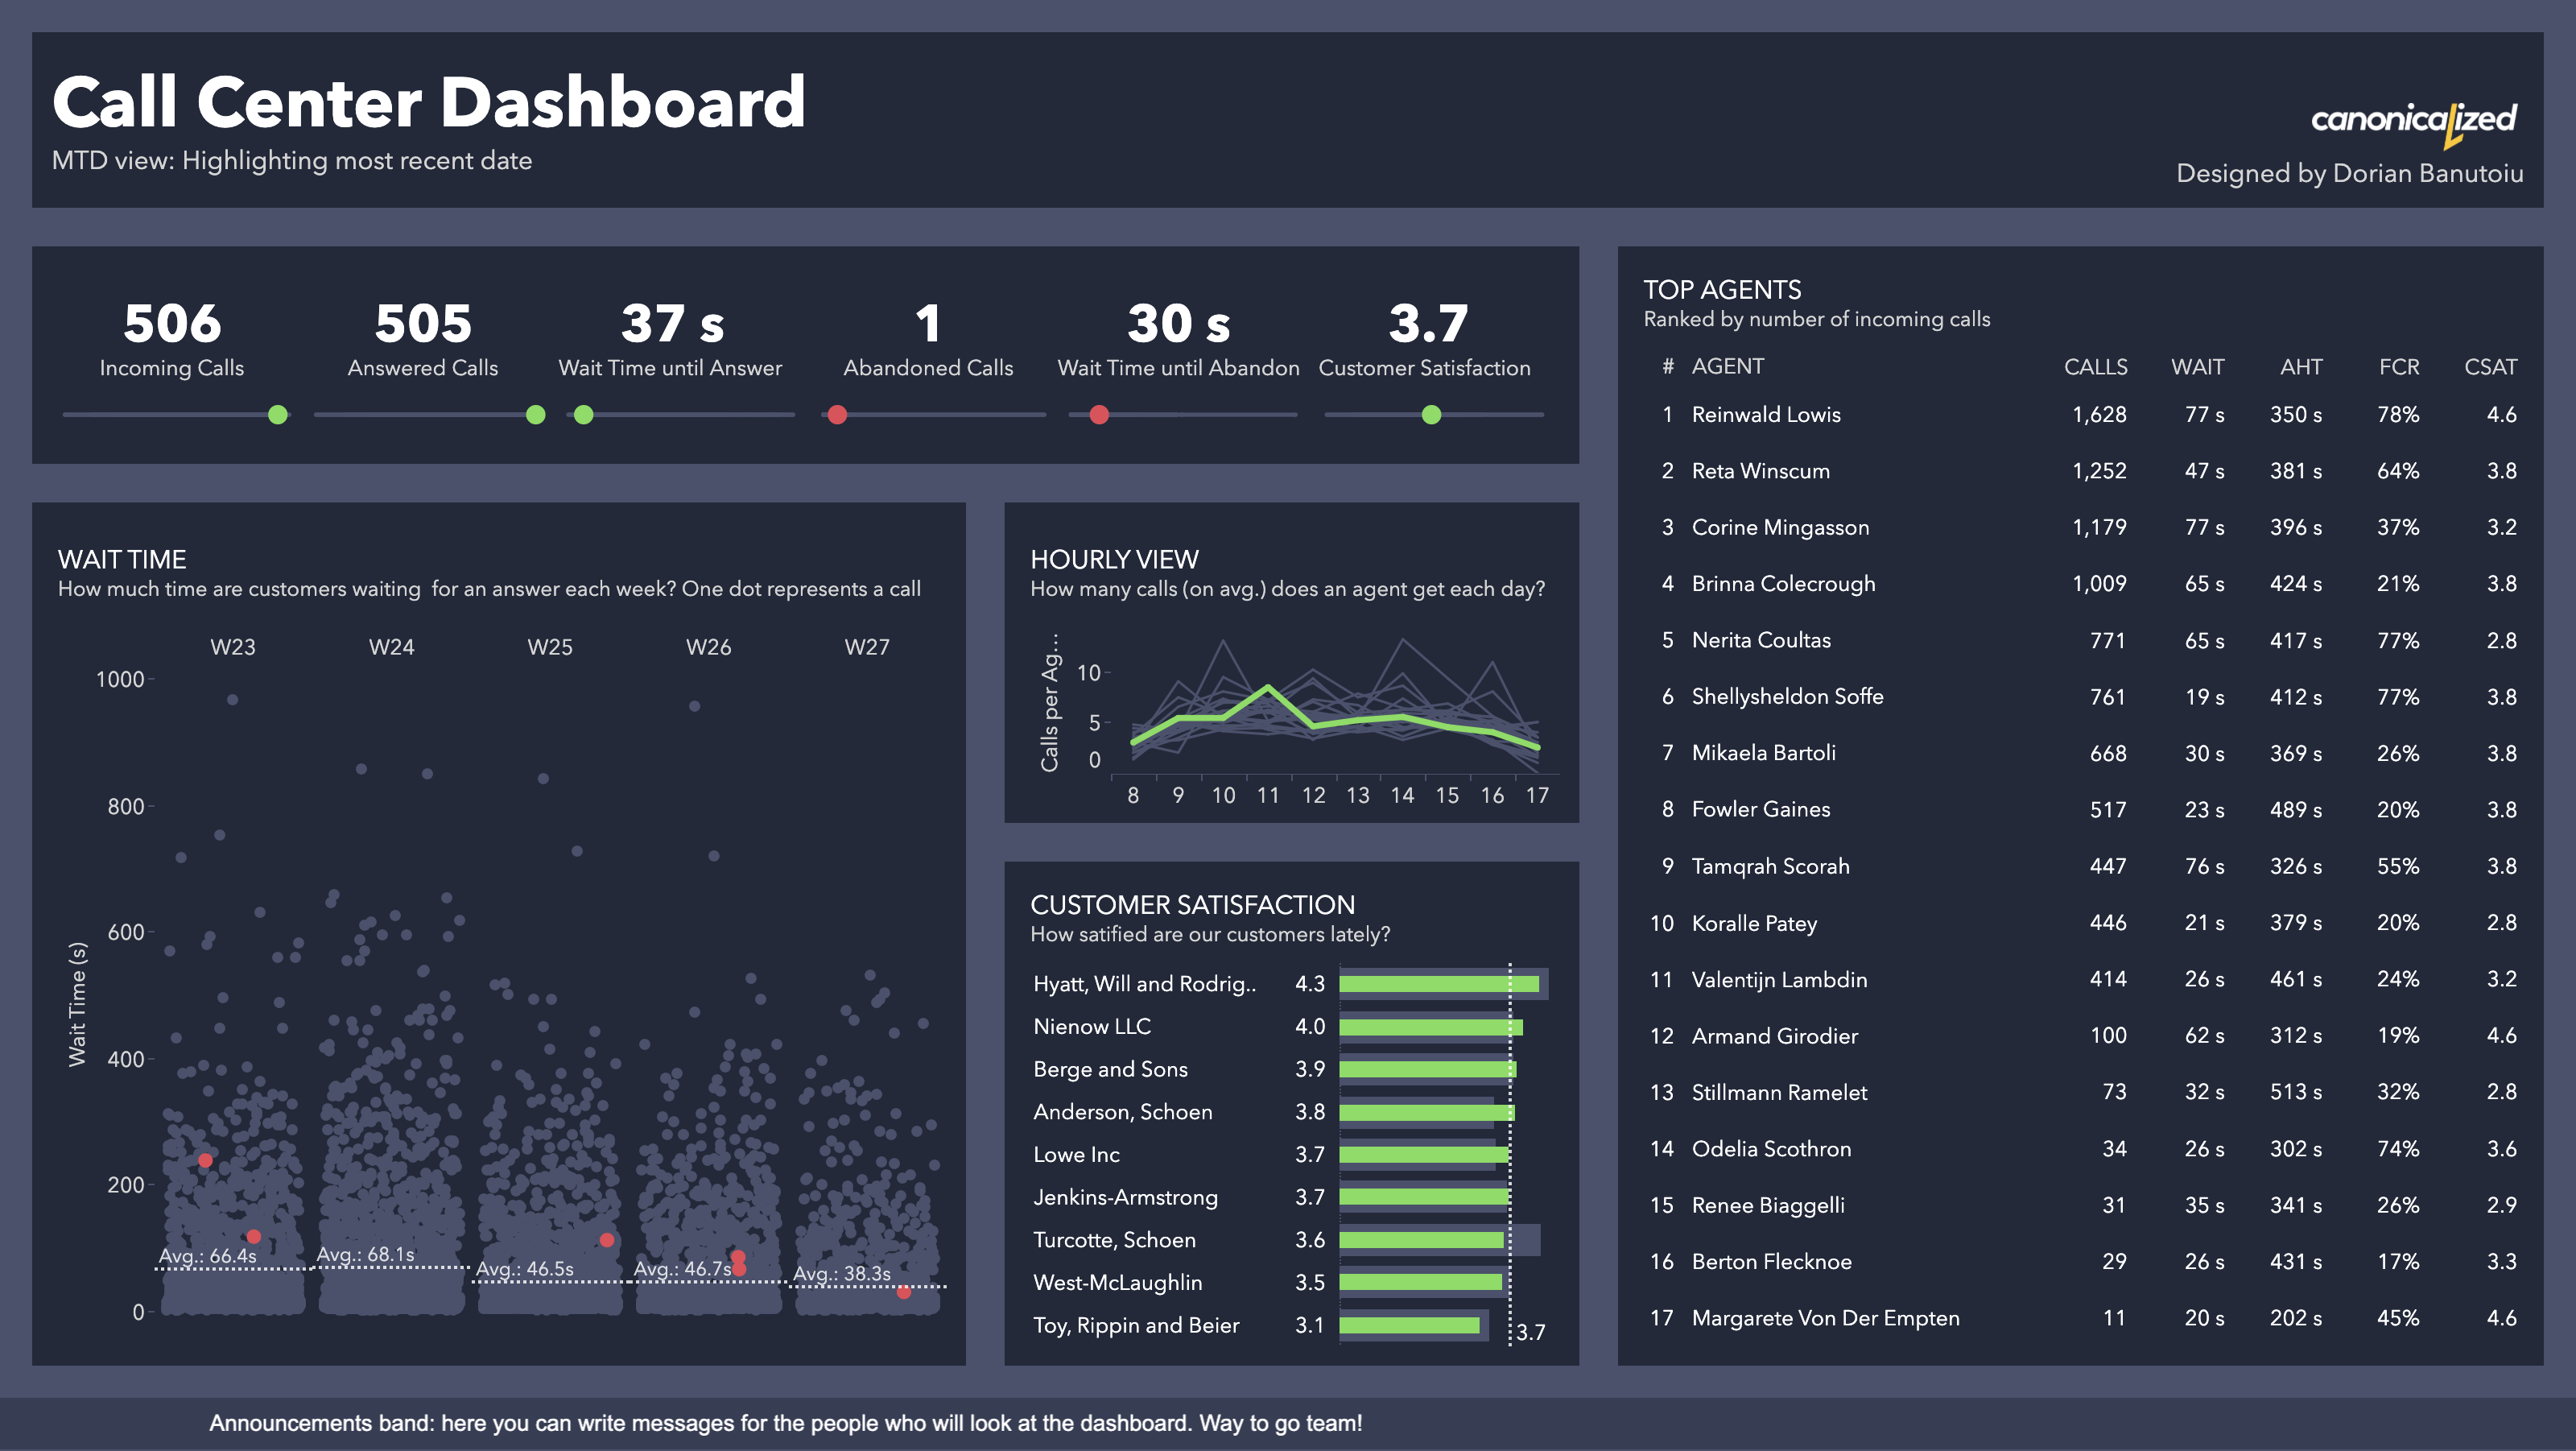 Call Center Dashboard
MTD view: Highlighting most recent date
canonicalized
Designed by Dorian Banutoiu
506
Incoming Calls
505
Answered Calls
37 s
Wait Time until Answer
1
Abandoned Calls
30 s
Wait Time until Abandon
3.7
Customer Satisfaction
WAIT TIME
How much time are customers waiting for an answer each week? One dot represents a call
W23 W24 W25 W26 W27
1000
800
600
400
200
0
Wait Time (s)
Avg.: 66.4s
Avg.: 68.1s
Avg.: 46.5s
Avg.: 46.7s
Avg.: 38.3s
HOURLY VIEW
How many calls (on avg.) does an agent get each day?
Calls per Ag...
10
5
0
8 9 10 11 12 13 14 15 16 17
CUSTOMER SATISFACTION
How satified are our customers lately?
Hyatt, Will and Rodrig.. 4.3
Nienow LLC 4.0
Berge and Sons 3.9
Anderson, Schoen 3.8
Lowe Inc 3.7
Jenkins-Armstrong 3.7
Turcotte, Schoen 3.6
West-McLaughlin 3.5
Toy, Rippin and Beier 3.1
3.7
TOP AGENTS
Ranked by number of incoming calls
# AGENT CALLS WAIT AHT FCR CSAT
1 Reinwald Lowis 1,628 77 s 350 s 78% 4.6
2 Reta Winscum 1,252 47 s 381 s 64% 3.8
3 Corine Mingasson 1,179 77 s 396 s 37% 3.2
4 Brinna Colecrough 1,009 65 s 424 s 21% 3.8
5 Nerita Coultas 771 65 s 417 s 77% 2.8
6 Shellysheldon Soffe 761 19 s 412 s 77% 3.8
7 Mikaela Bartoli 668 30 s 369 s 26% 3.8
8 Fowler Gaines 517 23 s 489 s 20% 3.8
9 Tamqrah Scorah 447 76 s 326 s 55% 3.8
10 Koralle Patey 446 21 s 379 s 20% 2.8
11 Valentijn Lambdin 414 26 s 461 s 24% 3.2
12 Armand Girodier 100 62 s 312 s 19% 4.6
13 Stillmann Ramelet 73 32 s 513 s 32% 2.8
14 Odelia Scothron 34 26 s 302 s 74% 3.6
15 Renee Biaggelli 31 35 s 341 s 26% 2.9
16 Berton Flecknoe 29 26 s 431 s 17% 3.3
17 Margarete Von Der Empten 11 20 s 202 s 45% 4.6
Announcements band: here you can write messages for the people who will look at the dashboard. Way to go team!